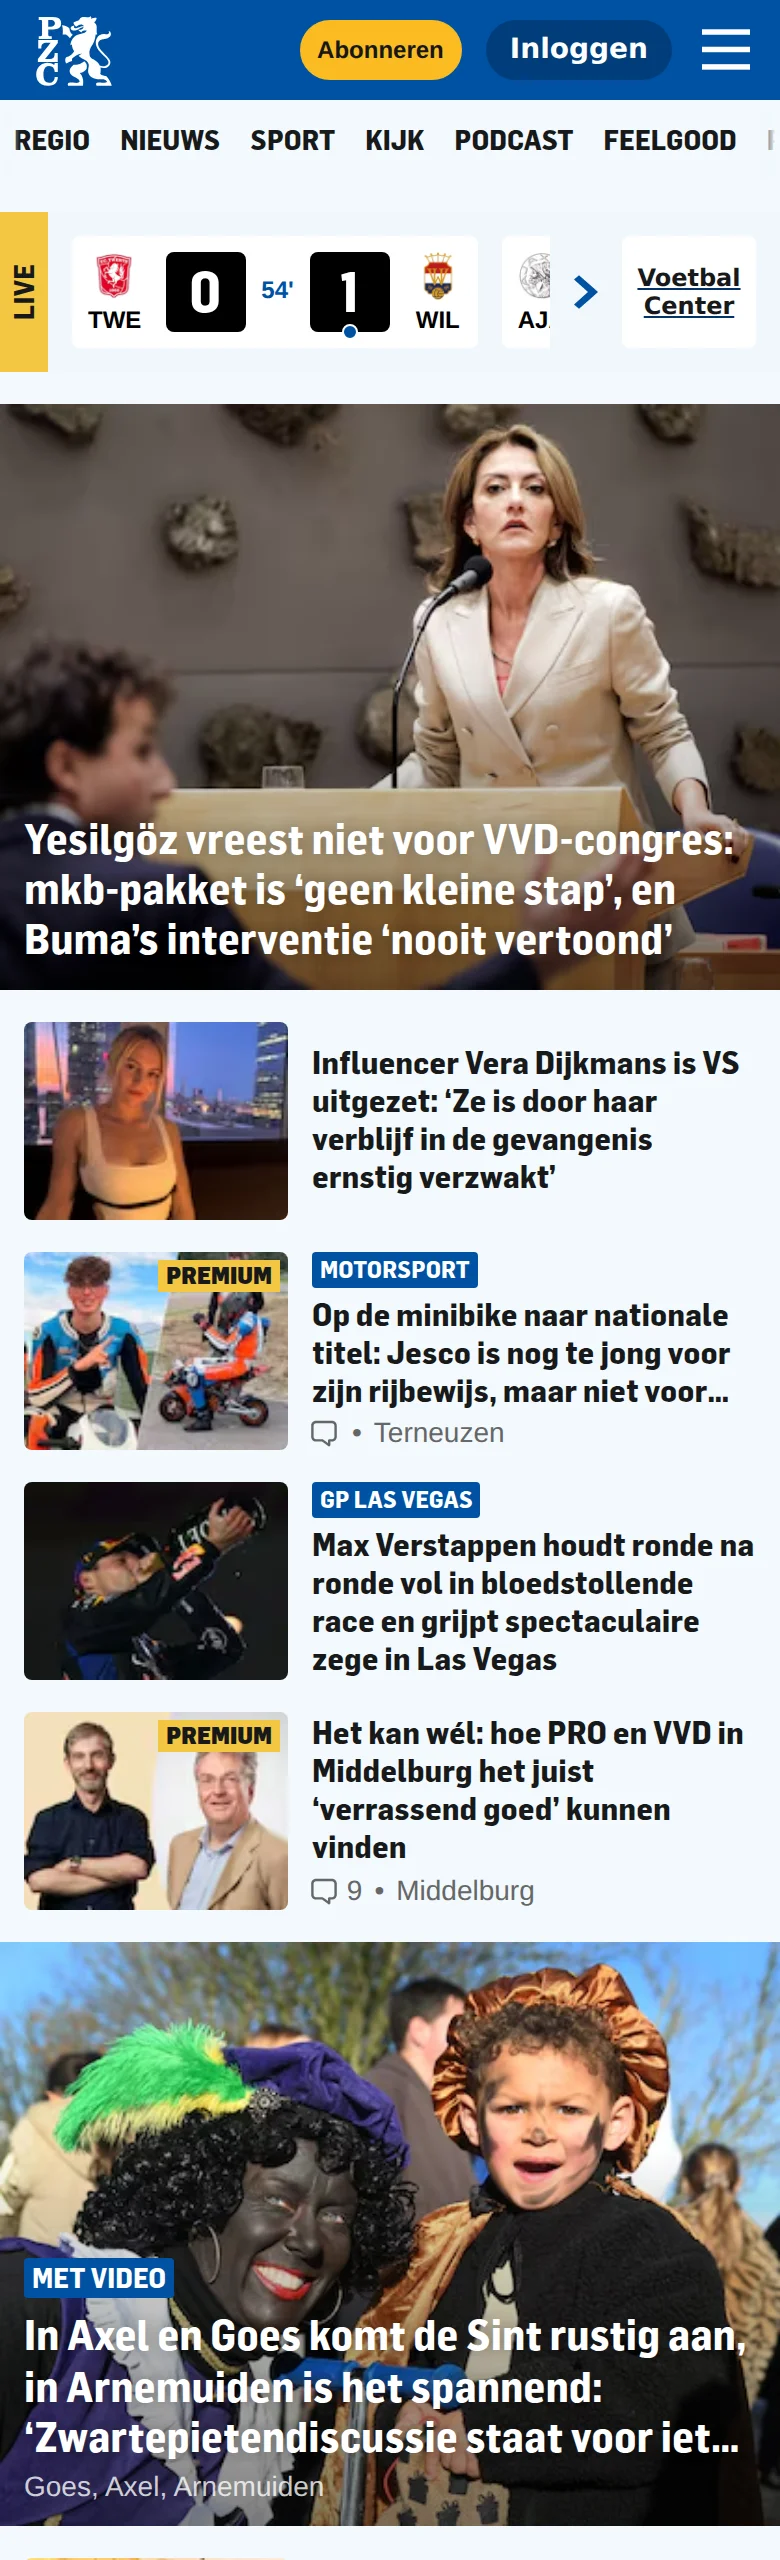 PZC
Abonneren
Inloggen
REGIO NIEUWS SPORT KIJK PODCAST FEELGOOD
LIVE
TWE
0
54'
1
WIL
AJ
Voetbal
Center
Yesilgöz vreest niet voor VVD-congres:
mkb-pakket is ‘geen kleine stap’, en
Buma’s interventie ‘nooit vertoond’
Influencer Vera Dijkmans is VS
uitgezet: ‘Ze is door haar
verblijf in de gevangenis
ernstig verzwakt’
PREMIUM
MOTORSPORT
Op de minibike naar nationale
titel: Jesco is nog te jong voor
zijn rijbewijs, maar niet voor...
• Terneuzen
GP LAS VEGAS
Max Verstappen houdt ronde na
ronde vol in bloedstollende
race en grijpt spectaculaire
zege in Las Vegas
PREMIUM
Het kan wél: hoe PRO en VVD in
Middelburg het juist
‘verrassend goed’ kunnen
vinden
9 • Middelburg
MET VIDEO
In Axel en Goes komt de Sint rustig aan,
in Arnemuiden is het spannend:
‘Zwartepietendiscussie staat voor iet...
Goes, Axel, Arnemuiden